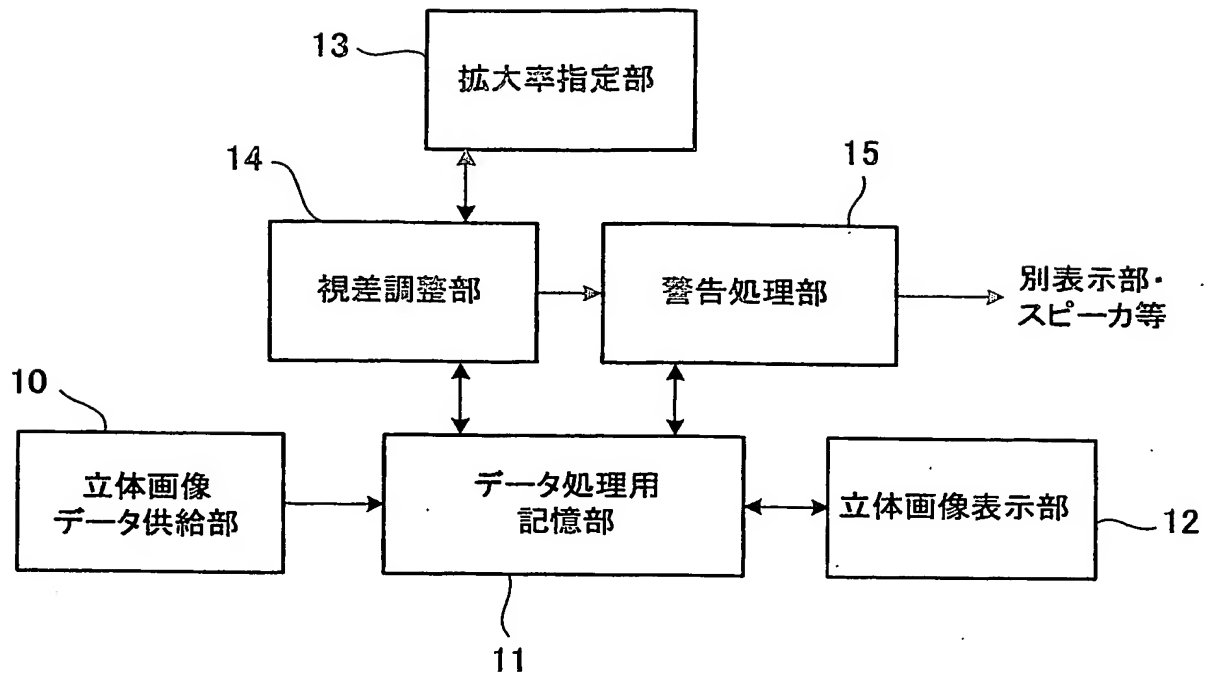 13
拡大率指定部
14
15
視差調整部
警告処理部
別表示部・
スピーカ等
10
立体画像
データ供給部
データ処理用
記憶部
立体画像表示部
12
11